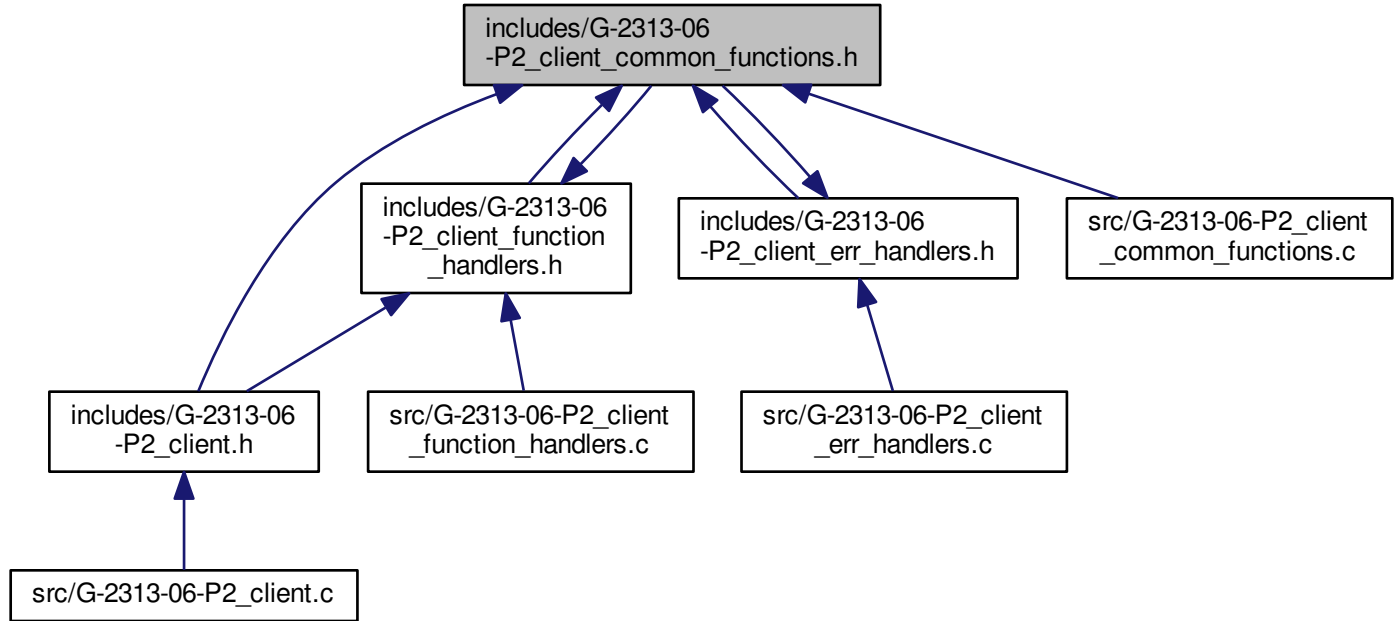 includes/G-2313-06
-P2_client_common_functions.h
includes/G-2313-06
-P2_client_function
_handlers.h
includes/G-2313-06
-P2_client_err_handlers.h
src/G-2313-06-P2_client
_common_functions.c
includes/G-2313-06
-P2_client.h
src/G-2313-06-P2_client
_function_handlers.c
src/G-2313-06-P2_client
_err_handlers.c
src/G-2313-06-P2_client.c